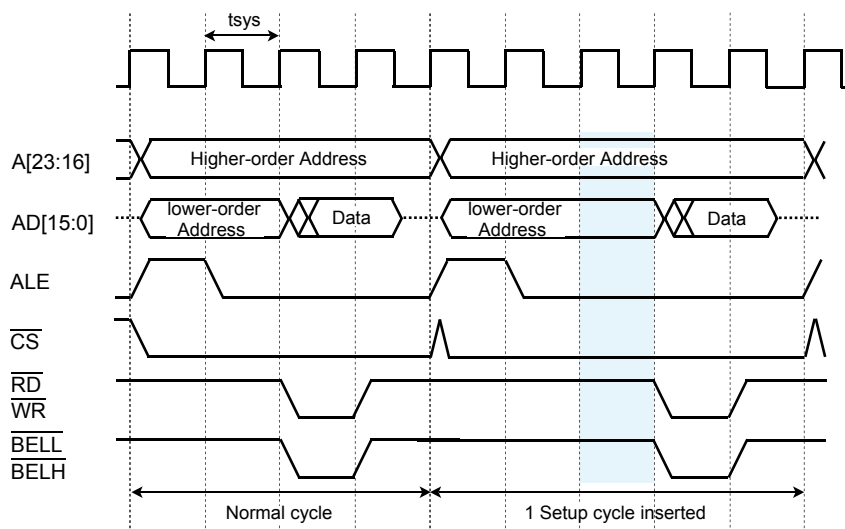 tsys
A[23:16]
Higher-order Address
Higher-order Address
AD[15:0]
lower-order
Address
Data
lower-order
Address
Data
ALE
CS
RD
WR
BELL
BELH
Normal cycle
1 Setup cycle inserted